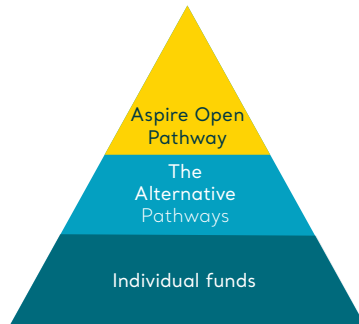 Aspire Open
Pathway
The
Alternative
Pathways
Individual funds